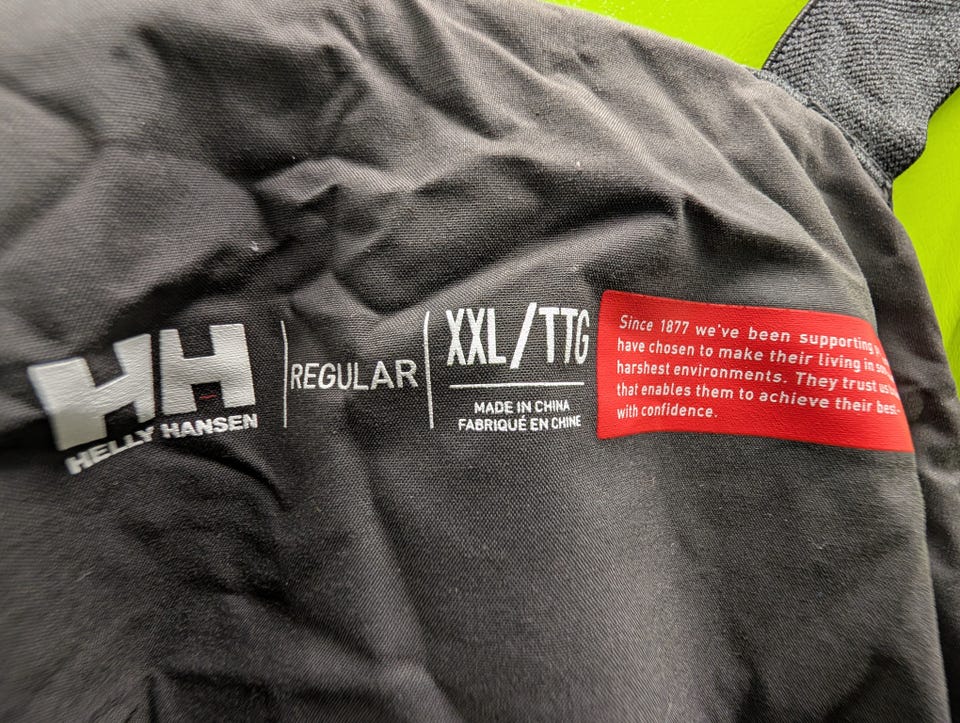 HH
HELLY HANSEN
REGULAR
XXL/TTG
MADE IN CHINA
FABRIQUÉ EN CHINE
Since 1877 we've been supporting
have chosen to make their living in
harshest environments. They trust us
that enables them to achieve their best-
with confidence.